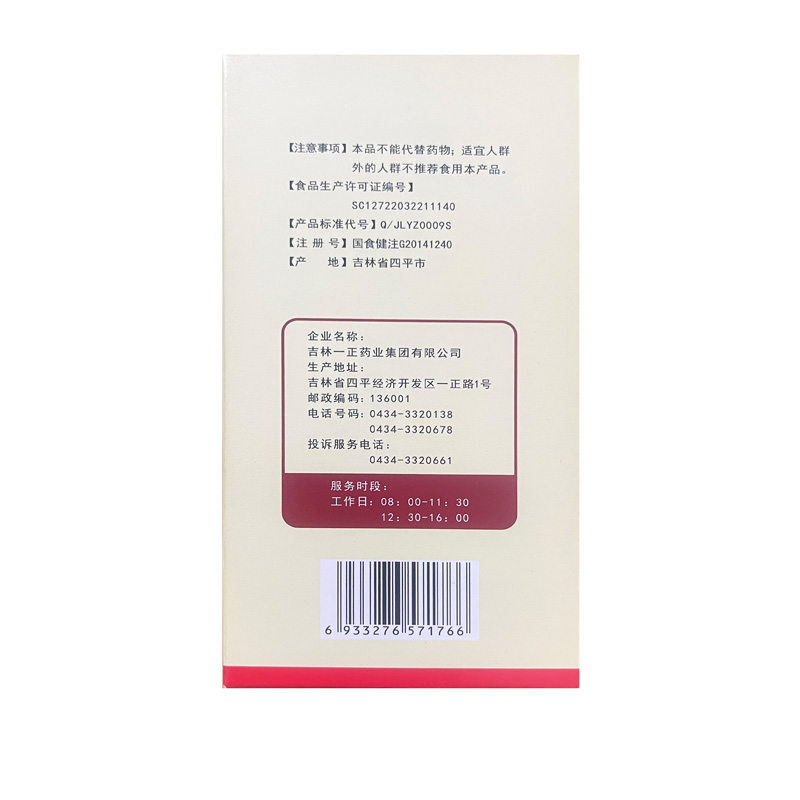 【注意事项】本品不能代替药物；适宜人群
外的人群不推荐食用本产品。
【食品生产许可证编号】
SC12722032211140
【产品标准代号】Q/JLYZ0009S
【注 册 号】国食健注G20141240
【产 地】吉林省四平市
企业名称：
吉林一正药业集团有限公司
生产地址：
吉林省四平经济开发区一正路1号
邮政编码：136001
电话号码：0434-3320138
0434-3320678
投诉服务电话：
0434-3320661
服务时段：
工作日：08：00-11：30
12：30-16：00
6 933276 571766